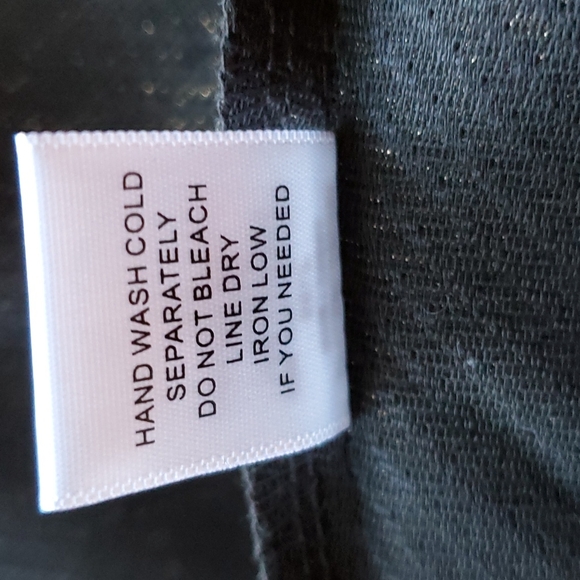 HAND WASH COLD
SEPARATELY
DO NOT BLEACH
LINE DRY
IRON LOW
IF YOU NEEDED